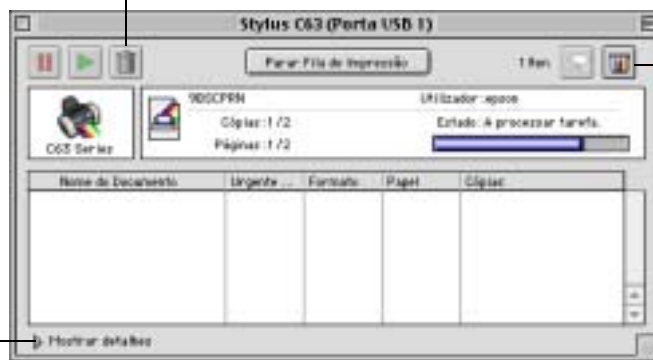 Stylus C63 (Porta USB 1)
Parar Fila de Impressão
1 Item
C63 Series
9DSCPRN
Utilizador :epson
Cópias:1 /2
Estado: A processar tarefa.
Páginas:1 /2
Nome do Documento Urgente ... Formato Papel Cópias
Mostrar detalhes